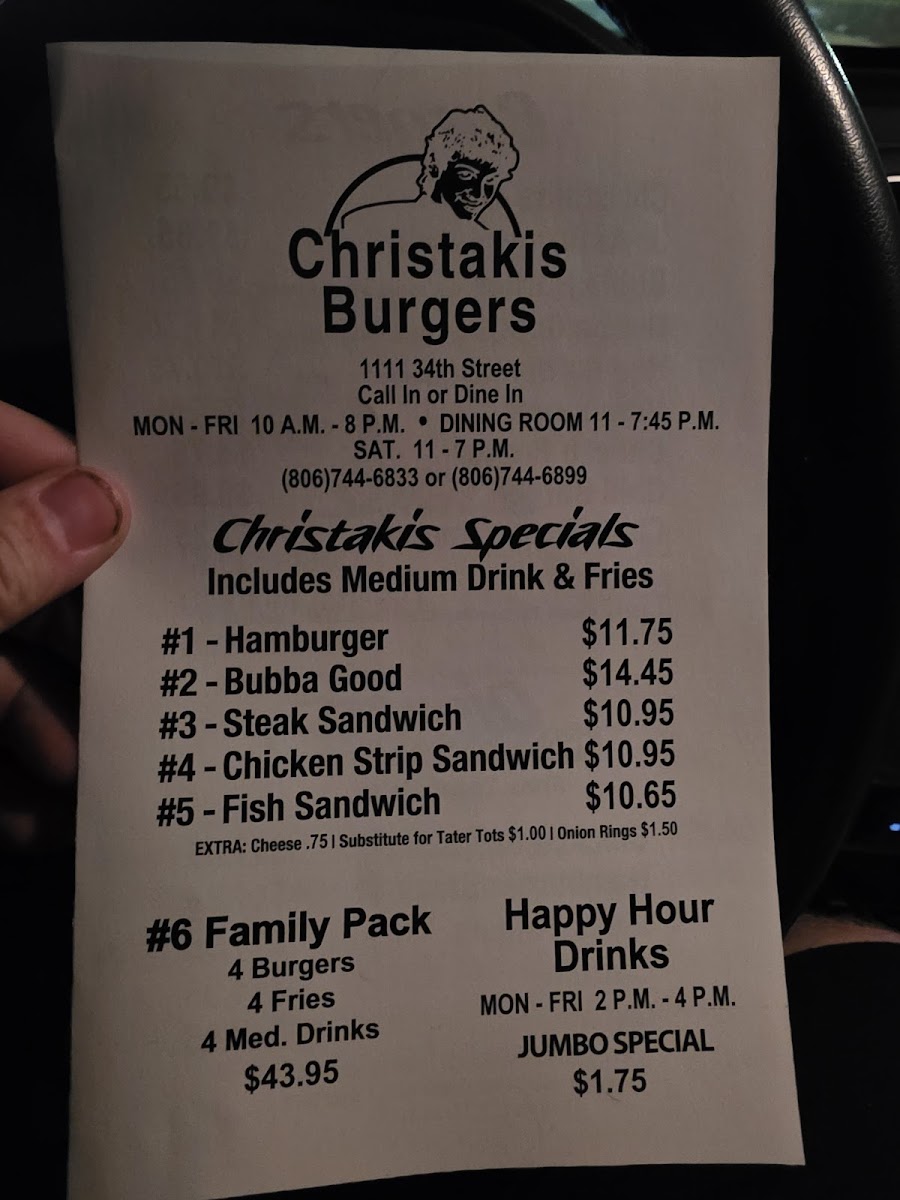 Christakis
Burgers
1111 34th Street
Call In or Dine In
MON - FRI 10 A.M. - 8 P.M. • DINING ROOM 11 - 7:45 P.M.
SAT. 11 - 7 P.M.
(806)744-6833 or (806)744-6899
Christakis Specials
Includes Medium Drink & Fries
#1 - Hamburger $11.75
#2 - Bubba Good $14.45
#3 - Steak Sandwich $10.95
#4 - Chicken Strip Sandwich $10.95
#5 - Fish Sandwich $10.65
EXTRA: Cheese .75 | Substitute for Tater Tots $1.00 | Onion Rings $1.50
#6 Family Pack
4 Burgers
4 Fries
4 Med. Drinks
$43.95
Happy Hour
Drinks
MON - FRI 2 P.M. - 4 P.M.
JUMBO SPECIAL
$1.75